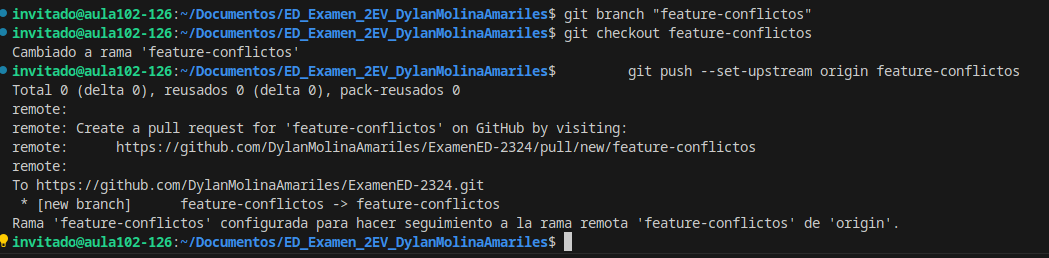 invitado@aula102-126:~/Documentos/ED_Examen_2EV_DylanMolinaAmariles$ git branch "feature-conflictos"
invitado@aula102-126:~/Documentos/ED_Examen_2EV_DylanMolinaAmariles$ git checkout feature-conflictos
Cambiado a rama 'feature-conflictos'
invitado@aula102-126:~/Documentos/ED_Examen_2EV_DylanMolinaAmariles$         git push --set-upstream origin feature-conflictos
Total 0 (delta 0), reusados 0 (delta 0), pack-reusados 0
remote:
remote: Create a pull request for 'feature-conflictos' on GitHub by visiting:
remote:      https://github.com/DylanMolinaAmariles/ExamenED-2324/pull/new/feature-conflictos
remote:
To https://github.com/DylanMolinaAmariles/ExamenED-2324.git
 * [new branch]      feature-conflictos -> feature-conflictos
Rama 'feature-conflictos' configurada para hacer seguimiento a la rama remota 'feature-conflictos' de 'origin'.
invitado@aula102-126:~/Documentos/ED_Examen_2EV_DylanMolinaAmariles$